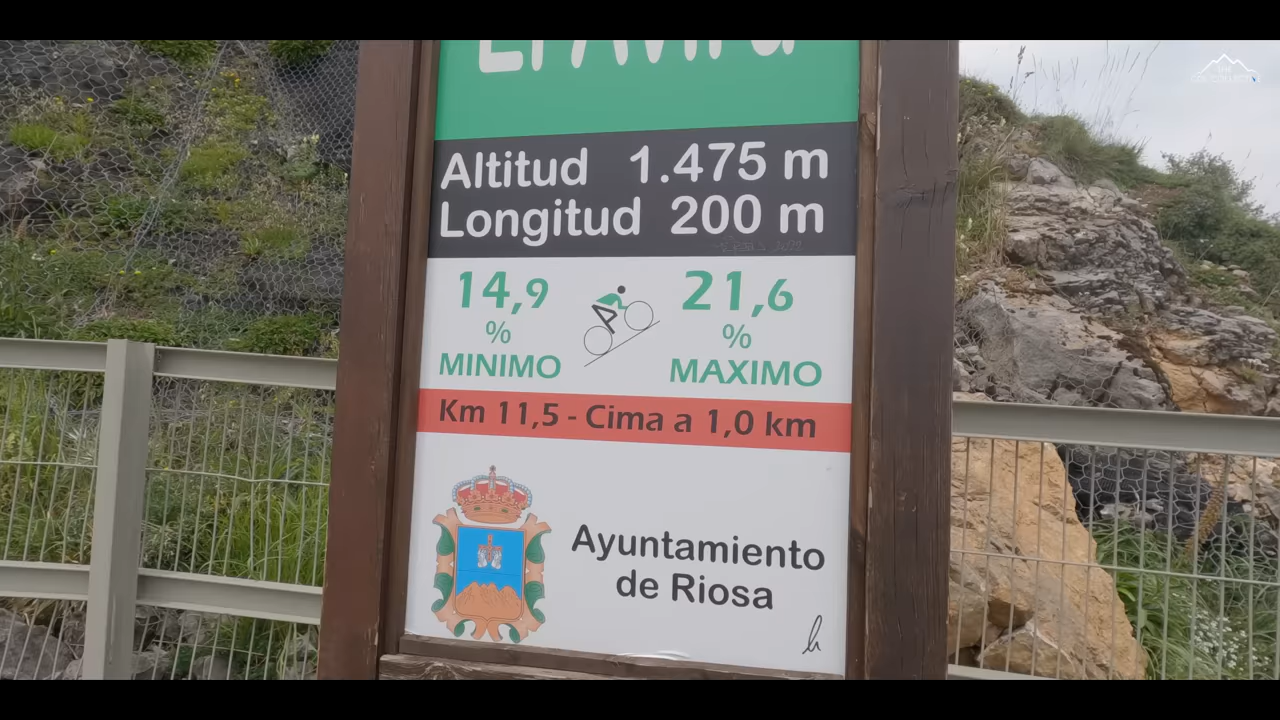 Altitud 1.475 m
Longitud 200 m
14,9 21,6
% %
MINIMO MAXIMO
Km 11,5 - Cima a 1,0 km
Ayuntamiento
de Riosa